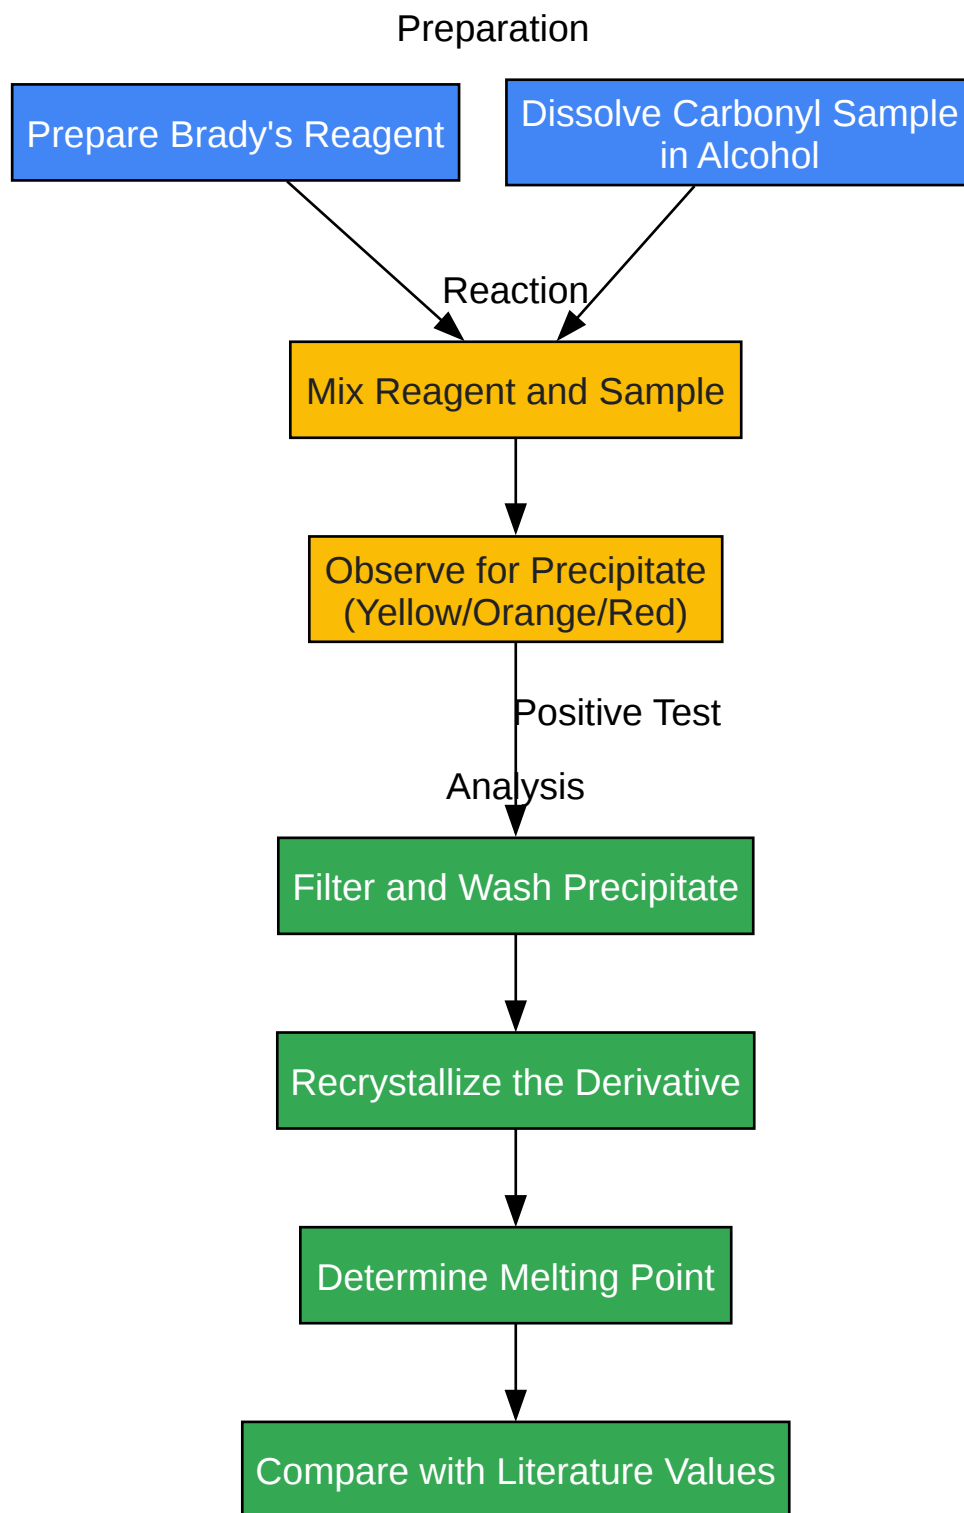 Preparation
Prepare Brady's Reagent
Dissolve Carbonyl Sample
in Alcohol
Reaction
Mix Reagent and Sample
Observe for Precipitate
(Yellow/Orange/Red)
Positive Test
Analysis
Filter and Wash Precipitate
Recrystallize the Derivative
Determine Melting Point
Compare with Literature Values